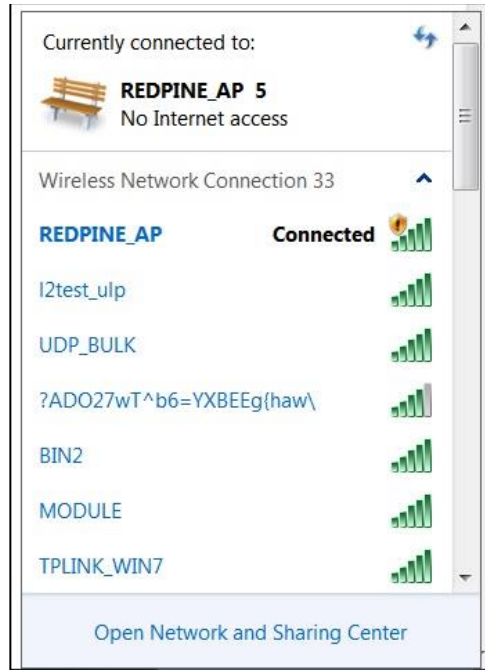 Currently connected to:
REDPINE_AP 5
No Internet access
Wireless Network Connection 33
REDPINE_AP Connected
l2test_ulp
UDP_BULK
?ADO27wT^b6=YXBEEg{haw\
BIN2
MODULE
TPLINK_WIN7
Open Network and Sharing Center